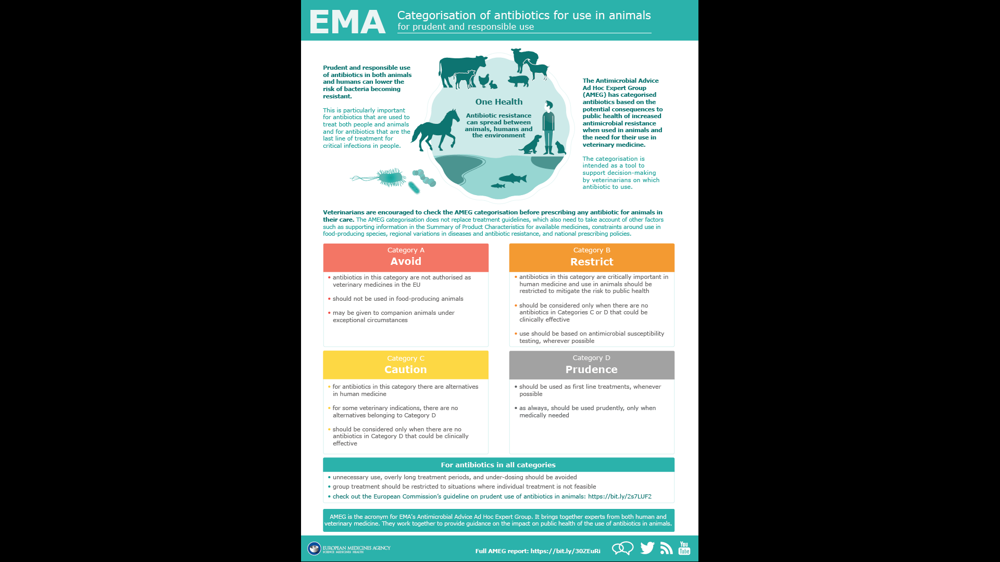 EMA
Categorisation of antibiotics for use in animals
for prudent and responsible use
Prudent and responsible use
of antibiotics in both animals
and humans can lower the
risk of bacteria becoming
resistant.
This is particularly important
for antibiotics that are used to
treat both people and animals
and for antibiotics that are the
last line of treatment for
critical infections in people.
One Health
Antibiotic resistance
can spread between
animals, humans and
the environment
The Antimicrobial Advice
Ad Hoc Expert Group
(AMEG) has categorised
antibiotics based on the
potential consequences to
public health of increased
antimicrobial resistance
when used in animals and
the need for their use in
veterinary medicine.
The categorisation is
intended as a tool to
support decision-making
by veterinarians on which
antibiotic to use.
Veterinarians are encouraged to check the AMEG categorisation before prescribing any antibiotic for animals in
their care. The AMEG categorisation does not replace treatment guidelines, which also need to take account of other factors
such as supporting information in the Summary of Product Characteristics for available medicines, constraints around use in
food-producing species, regional variations in diseases and antibiotic resistance, and national prescribing policies.
Category A
Avoid
• antibiotics in this category are not authorised as
veterinary medicines in the EU
• should not be used in food-producing animals
• may be given to companion animals under
exceptional circumstances
Category B
Restrict
• antibiotics in this category are critically important in
human medicine and use in animals should be
restricted to mitigate the risk to public health
• should be considered only when there are no
antibiotics in Categories C or D that could be
clinically effective
• use should be based on antimicrobial susceptibility
testing, wherever possible
Category C
Caution
• for antibiotics in this category there are alternatives
in human medicine
• for some veterinary indications, there are no
alternatives belonging to Category D
• should be considered only when there are no
antibiotics in Category D that could be clinically
effective
Category D
Prudence
• should be used as first line treatments, whenever
possible
• as always, should be used prudently, only when
medically needed
For antibiotics in all categories
• unnecessary use, overly long treatment periods, and under-dosing should be avoided
• group treatment should be restricted to situations where individual treatment is not feasible
• check out the European Commission's guideline on prudent use of antibiotics in animals: https://bit.ly/2s7LUF2
AMEG is the acronym for EMA's Antimicrobial Advice Ad Hoc Expert Group. It brings together experts from both human and
veterinary medicine. They work together to provide guidance on the impact on public health of the use of antibiotics in animals.
EUROPEAN MEDICINES AGENCY
SCIENCE MEDICINES HEALTH
Full AMEG report: https://bit.ly/30ZEuRi
You
Tube